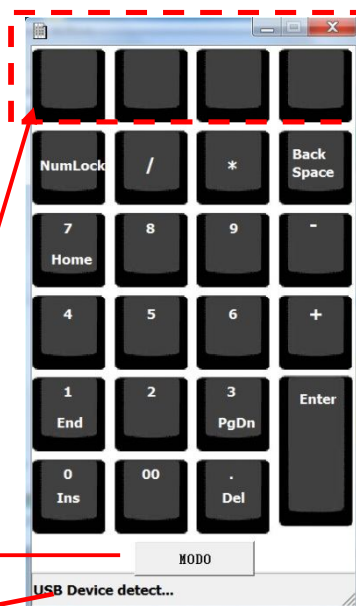 NumLock / * Back
Space
7 8 9 -
Home
4 5 6 +
1 2 3 Enter
End PgDn
0 00 .
Ins Del
MODO
USB Device detect...